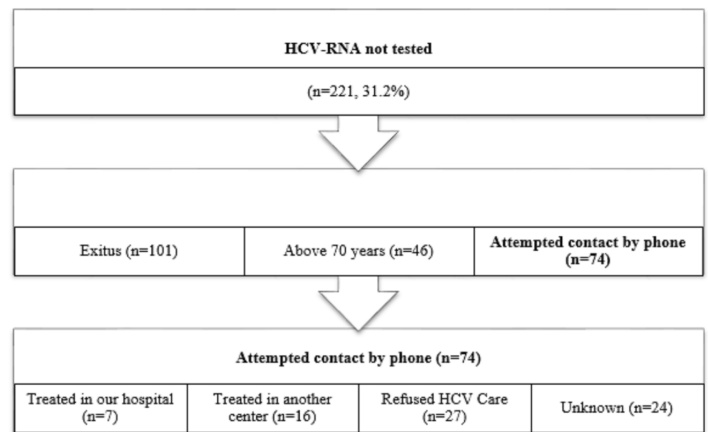 HCV-RNA not tested
(n=221, 31.2%)
Exitus (n=101)
Above 70 years (n=46)
Attempted contact by phone
(n=74)
Attempted contact by phone (n=74)
Treated in our hospital
(n=7)
Treated in another
center (n=16)
Refused HCV Care
(n=27)
Unknown (n=24)